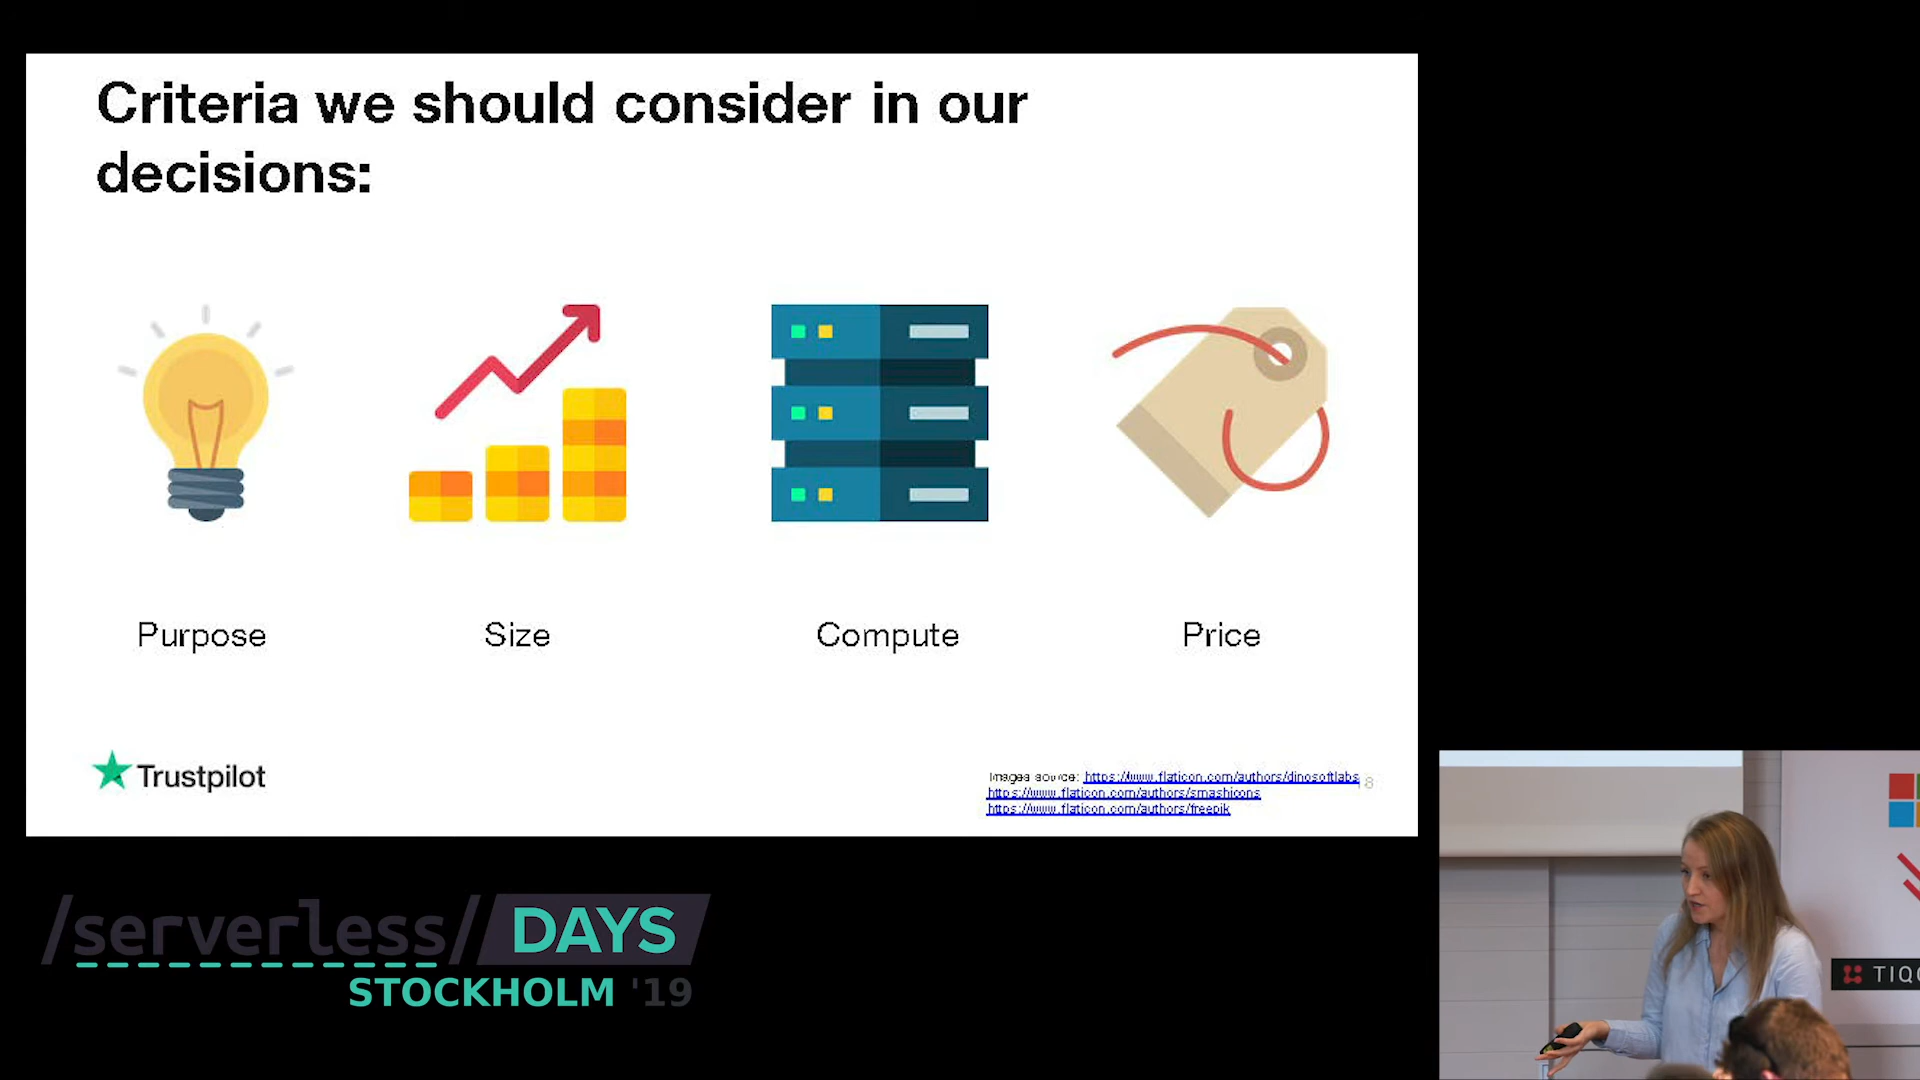 Criteria we should consider in our
decisions:
Purpose
Size
Compute
Price
Trustpilot
Images source: https://www.flaticon.com/authors/dinosoftlabs
https://www.flaticon.com/authors/smashicons
https://www.flaticon.com/authors/freepik
/serverless/ DAYS
STOCKHOLM '19